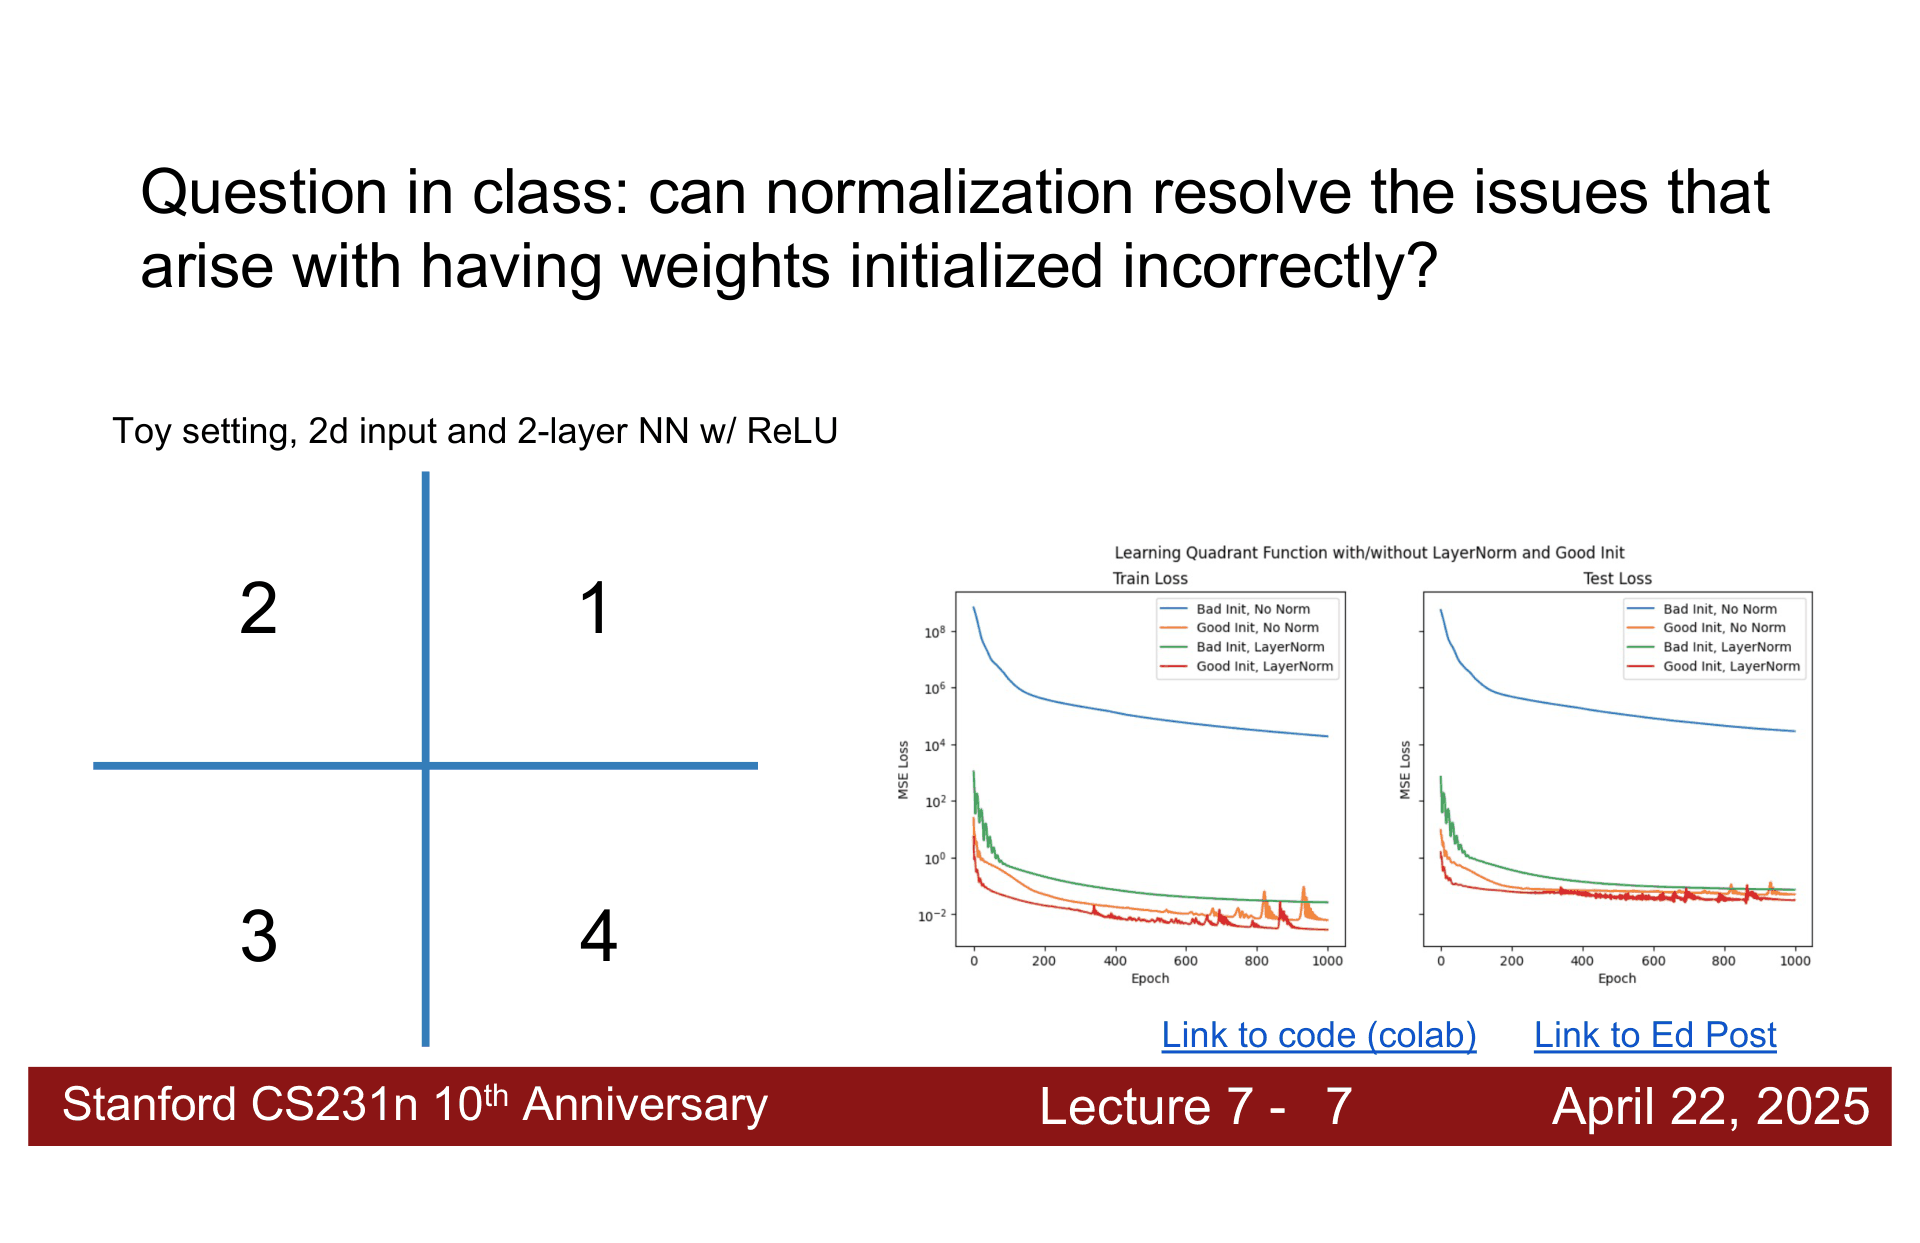 Question in class: can normalization resolve the issues that
arise with having weights initialized incorrectly?
Toy setting, 2d input and 2-layer NN w/ ReLU
2 1
3 4
Learning Quadrant Function with/without LayerNorm and Good Init
Train Loss
Bad Init, No Norm
Good Init, No Norm
Bad Init, LayerNorm
Good Init, LayerNorm
MSE Loss
10⁸
10⁶
10⁴
10²
10⁰
10⁻²
0 200 400 600 800 1000
Epoch
Test Loss
Bad Init, No Norm
Good Init, No Norm
Bad Init, LayerNorm
Good Init, LayerNorm
MSE Loss
0 200 400 600 800 1000
Epoch
Link to code (colab) Link to Ed Post
Stanford CS231n 10th Anniversary Lecture 7 - 7 April 22, 2025